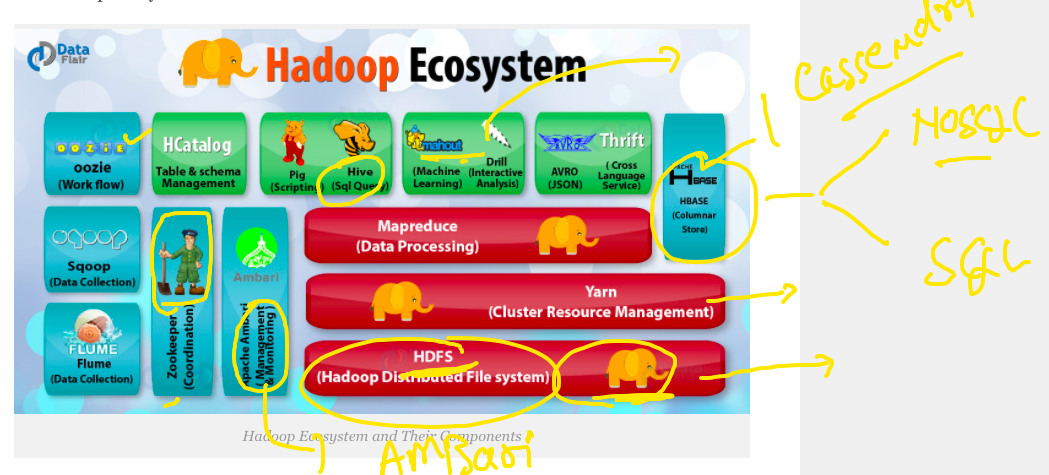 Data
Flair
Hadoop Ecosystem
OOZIE
oozie
(Work flow)
HCatalog
Table & schema
Management
Pig
(Scripting)
Hive
(Sql Query)
mahout
(Machine
Learning)
Drill
(Interactive
Analysis)
AVRO
AVRO
(JSON)
Thrift
( Cross
Language
Service)
APACHE
HBASE
HBASE
(Columnar
Store)
sqoop
Sqoop
(Data Collection)
FLUME
Flume
(Data Collection)
Zookeeper
(Coordination)
Ambari
Apache Ambari
( Management
& Monitoring )
Mapreduce
(Data Processing)
Yarn
(Cluster Resource Management)
HDFS
(Hadoop Distributed File system)
Hadoop Ecosystem and Their Components
AMBari
Cassendra
NOSQL
SQL